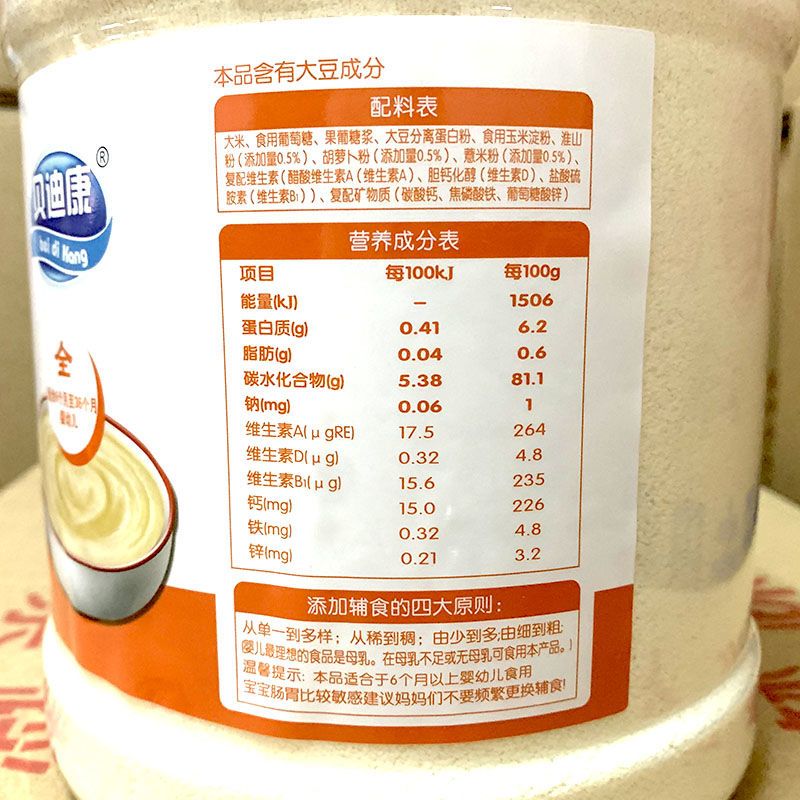 本品含有大豆成分
配料表
大米、食用葡萄糖、果葡糖浆、大豆分离蛋白粉、食用玉米淀粉、淮山
粉（添加量0.5%）、胡萝卜粉（添加量0.5%）、薏米粉（添加量0.5%）、
复配维生素（醋酸维生素A（维生素A）、胆钙化醇（维生素D）、盐酸硫
胺素（维生素B1））、复配矿物质（碳酸钙、焦磷酸铁、葡萄糖酸锌）
贝迪康®
bei di Kang
营养成分表
项目 每100kJ 每100g
能量(kJ) – 1506
蛋白质(g) 0.41 6.2
脂肪(g) 0.04 0.6
碳水化合物(g) 5.38 81.1
钠(mg) 0.06 1
维生素A(μgRE) 17.5 264
维生素D(μg) 0.32 4.8
维生素B1(μg) 15.6 235
钙(mg) 15.0 226
铁(mg) 0.32 4.8
锌(mg) 0.21 3.2
全
月至36个月
婴幼儿
添加辅食的四大原则：
从单一到多样；从稀到稠；由少到多;由细到粗;
(婴儿最理想的食品是母乳。在母乳不足或无母乳可食用本产品。)
温馨提示：本品适合于6个月以上婴幼儿食用
宝宝肠胃比较敏感建议妈妈们不要频繁更换辅食!